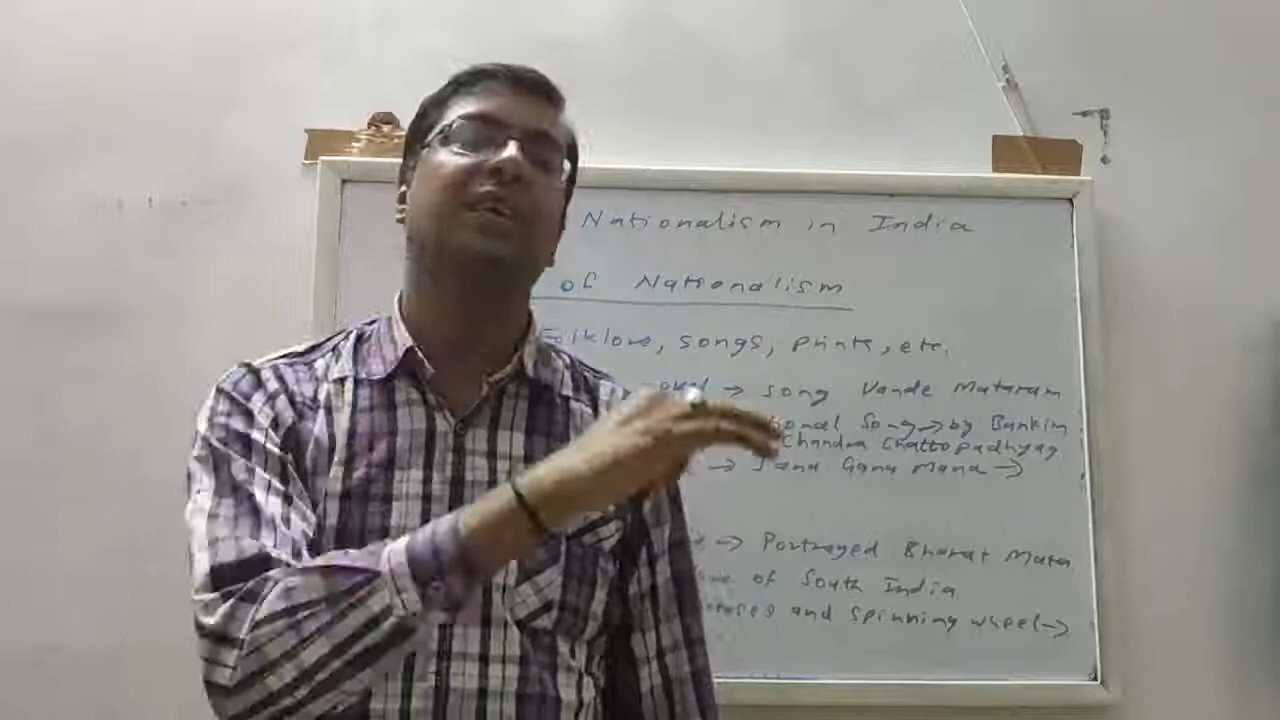 Nationalism in India
of Nationalism
Folklore, songs, prints, etc.
→ song Vande Mataram
Song → by Bankim
Chandra Chattopadhyay
→ Jana Gana Mana →
→ Portrayed Bharat Mata
of South India
and spinning wheel →